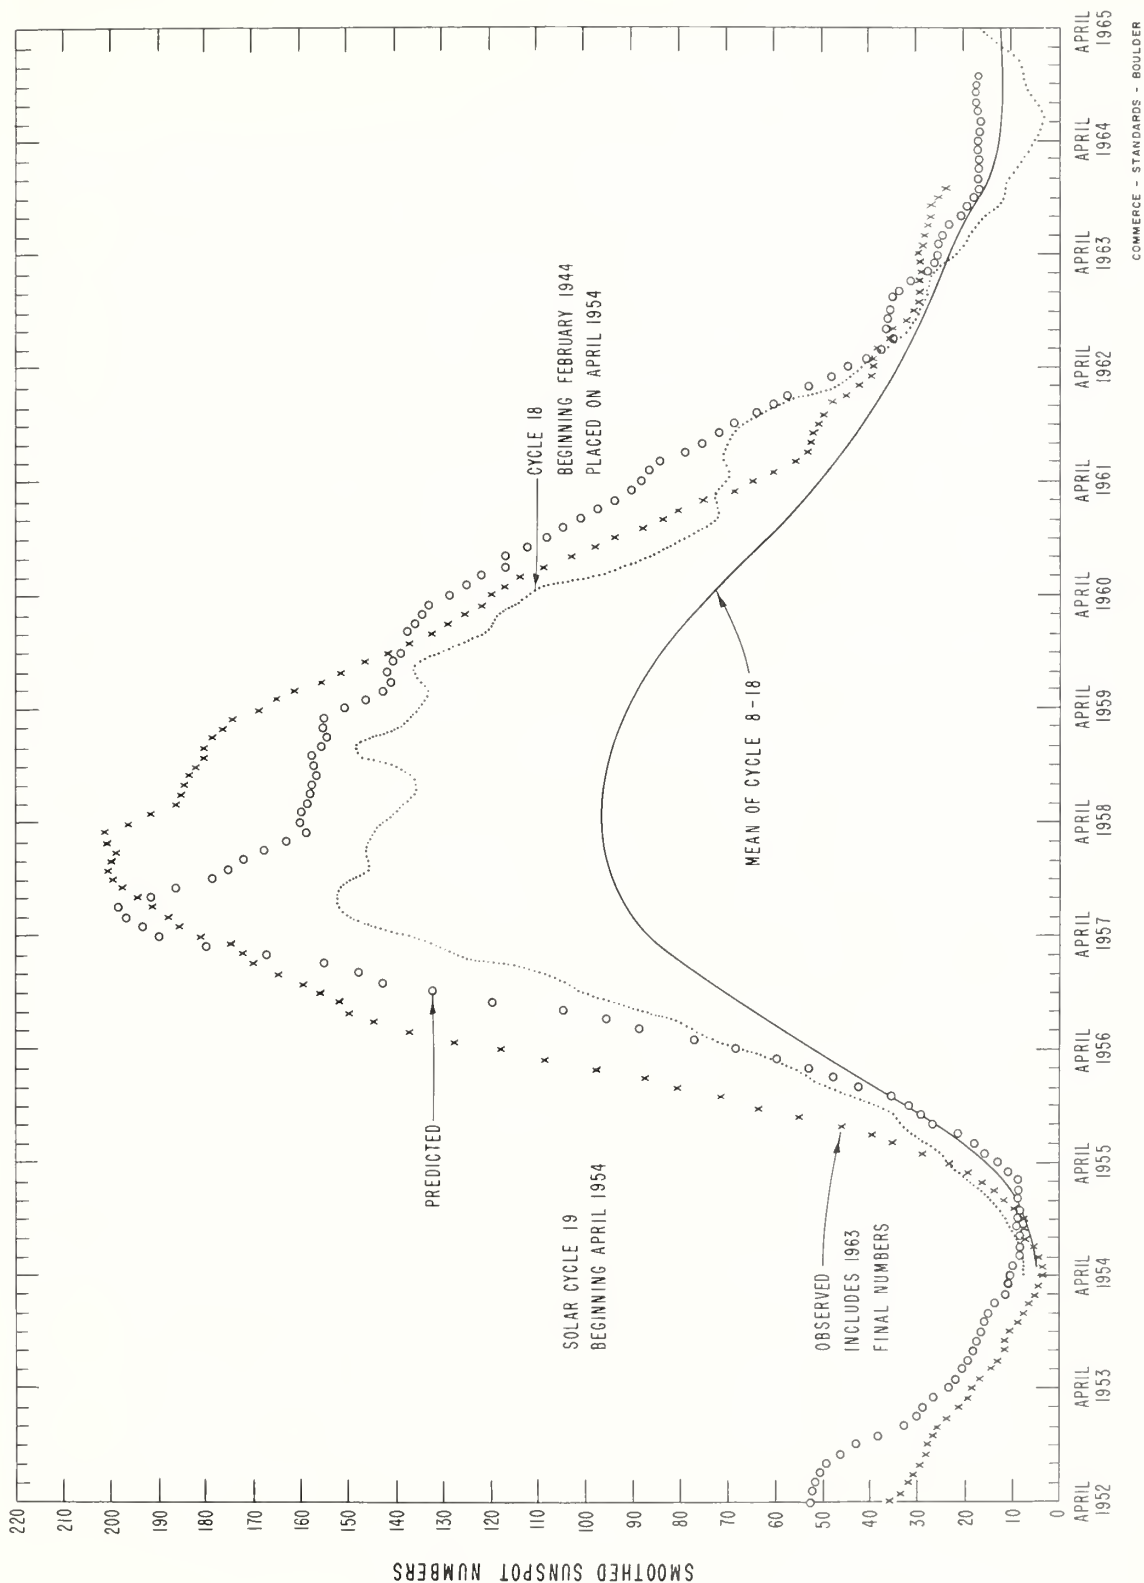 SMOOTHED SUNSPOT NUMBERS
220
210
200
190
180
170
160
150
140
130
120
110
100
90
80
70
60
50
40
30
20
10
0
PREDICTED
SOLAR CYCLE 19
BEGINNING APRIL 1954
OBSERVED
INCLUDES 1963
FINAL NUMBERS
CYCLE 18
BEGINNING FEBRUARY 1944
PLACED ON APRIL 1954
MEAN OF CYCLE 8-18
APRIL
1952
APRIL
1953
APRIL
1954
APRIL
1955
APRIL
1956
APRIL
1957
APRIL
1958
APRIL
1959
APRIL
1960
APRIL
1961
APRIL
1962
APRIL
1963
APRIL
1964
APRIL
1965
COMMERCE - STANDARDS - BOULDER